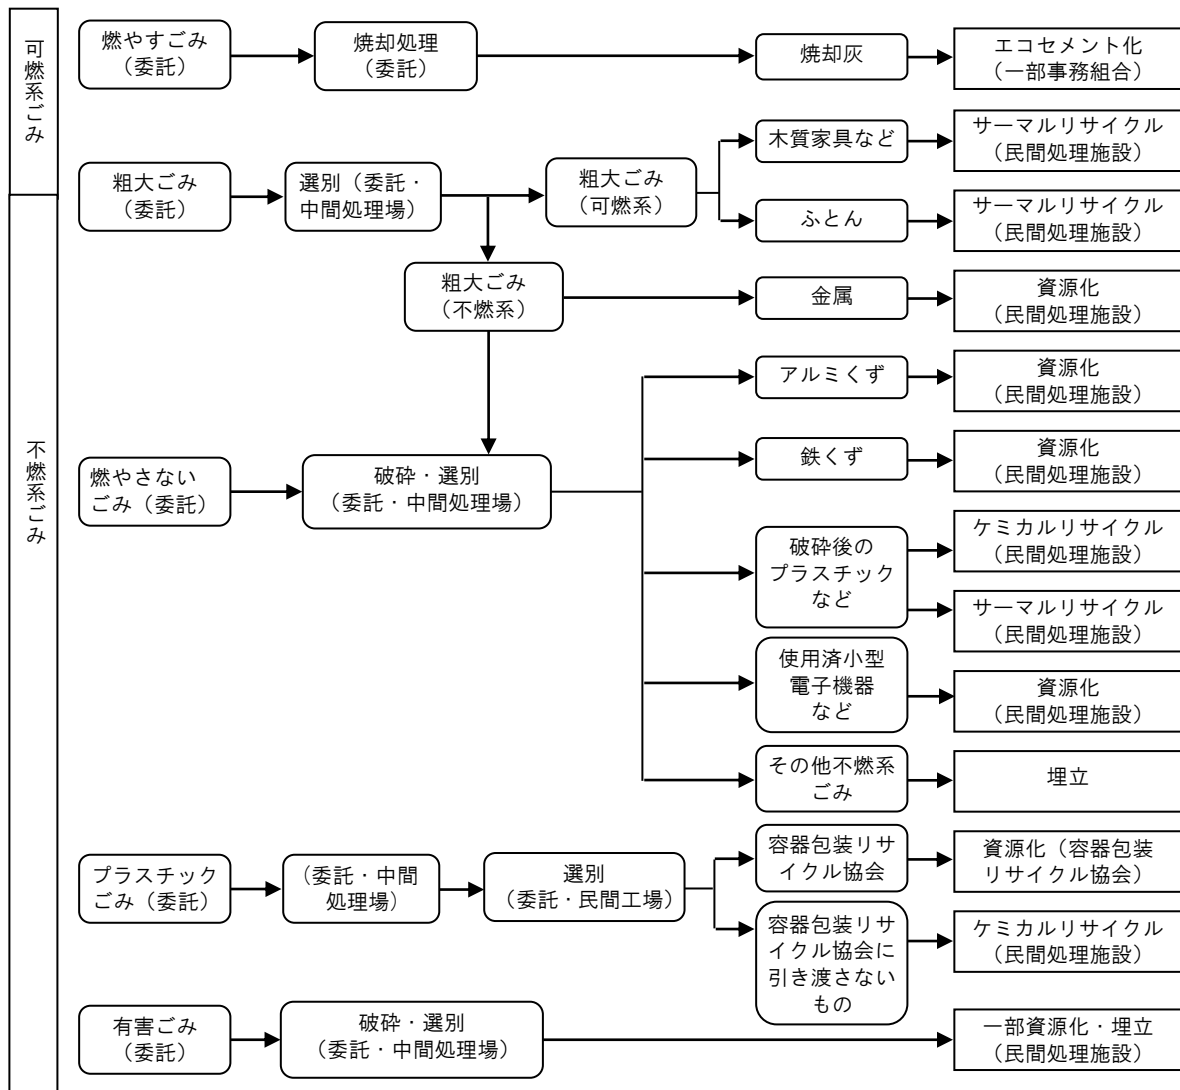 可燃系ごみ
燃やすごみ
（委託）
焼却処理
（委託）
焼却灰
エコセメント化
（一部事務組合）
粗大ごみ
（委託）
選別（委託・
中間処理場）
粗大ごみ
（可燃系）
木質家具など
サーマルリサイクル
（民間処理施設）
ふとん
サーマルリサイクル
（民間処理施設）
不燃系ごみ
粗大ごみ
（不燃系）
金属
資源化
（民間処理施設）
燃やさない
ごみ（委託）
破砕・選別
（委託・中間処理場）
アルミくず
資源化
（民間処理施設）
鉄くず
資源化
（民間処理施設）
破砕後の
プラスチック
など
ケミカルリサイクル
（民間処理施設）
サーマルリサイクル
（民間処理施設）
使用済小型
電子機器
など
資源化
（民間処理施設）
その他不燃系
ごみ
埋立
プラスチック
ごみ（委託）
（委託・中間
処理場）
選別
（委託・民間工場）
容器包装リサ
イクル協会
資源化（容器包装
リサイクル協会）
容器包装リサ
イクル協会に
引き渡さない
もの
ケミカルリサイクル
（民間処理施設）
有害ごみ
（委託）
破砕・選別
（委託・中間処理場）
一部資源化・埋立
（民間処理施設）